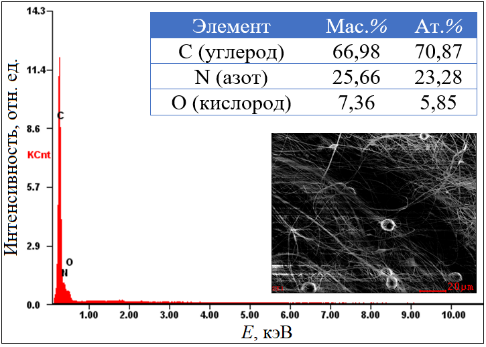 14.3
11.4
8.6
5.7
2.9
0.0
KCnt
Интенсивность, отн. ед.
Элемент Мас.% Ат.%
C (углерод) 66,98 70,87
N (азот) 25,66 23,28
O (кислород) 7,36 5,85
C
O
N
20 µm
1.00 2.00 3.00 4.00 5.00 6.00 7.00 8.00 9.00 10.00
E, кэВ